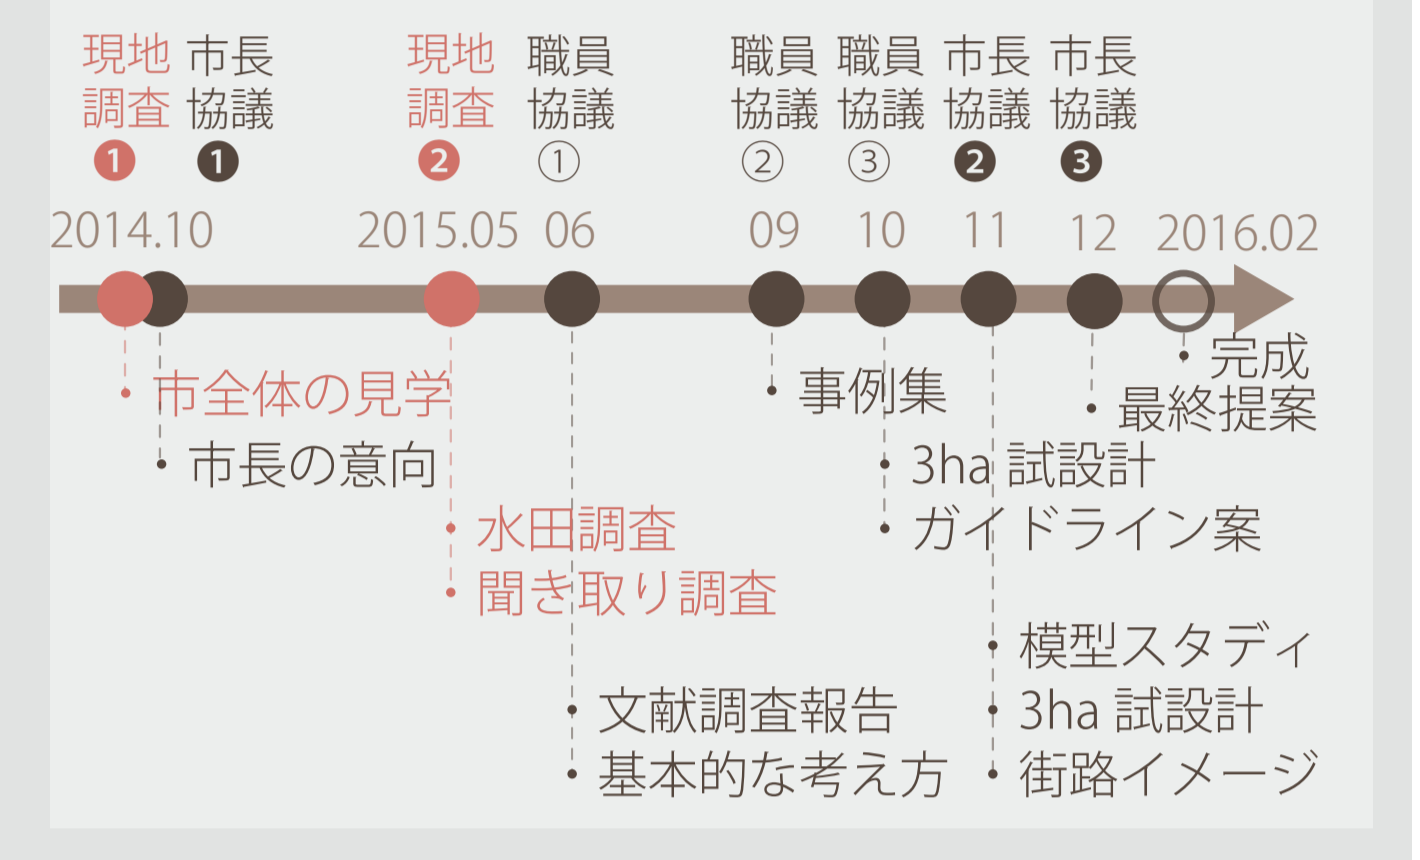 現地 市長 現地 職員 職員 職員 市長 市長
調査 協議 調査 協議 協議 協議 協議 協議
❶ ❶ ❷ ① ② ③ ❷ ❸
2014.10 2015.05 06 09 10 11 12 2016.02
・完成
・市全体の見学 ・事例集 ・最終提案
・市長の意向 ・3ha 試設計
・水田調査 ・ガイドライン案
・聞き取り調査
・模型スタディ
・文献調査報告 ・3ha 試設計
・基本的な考え方 ・街路イメージ